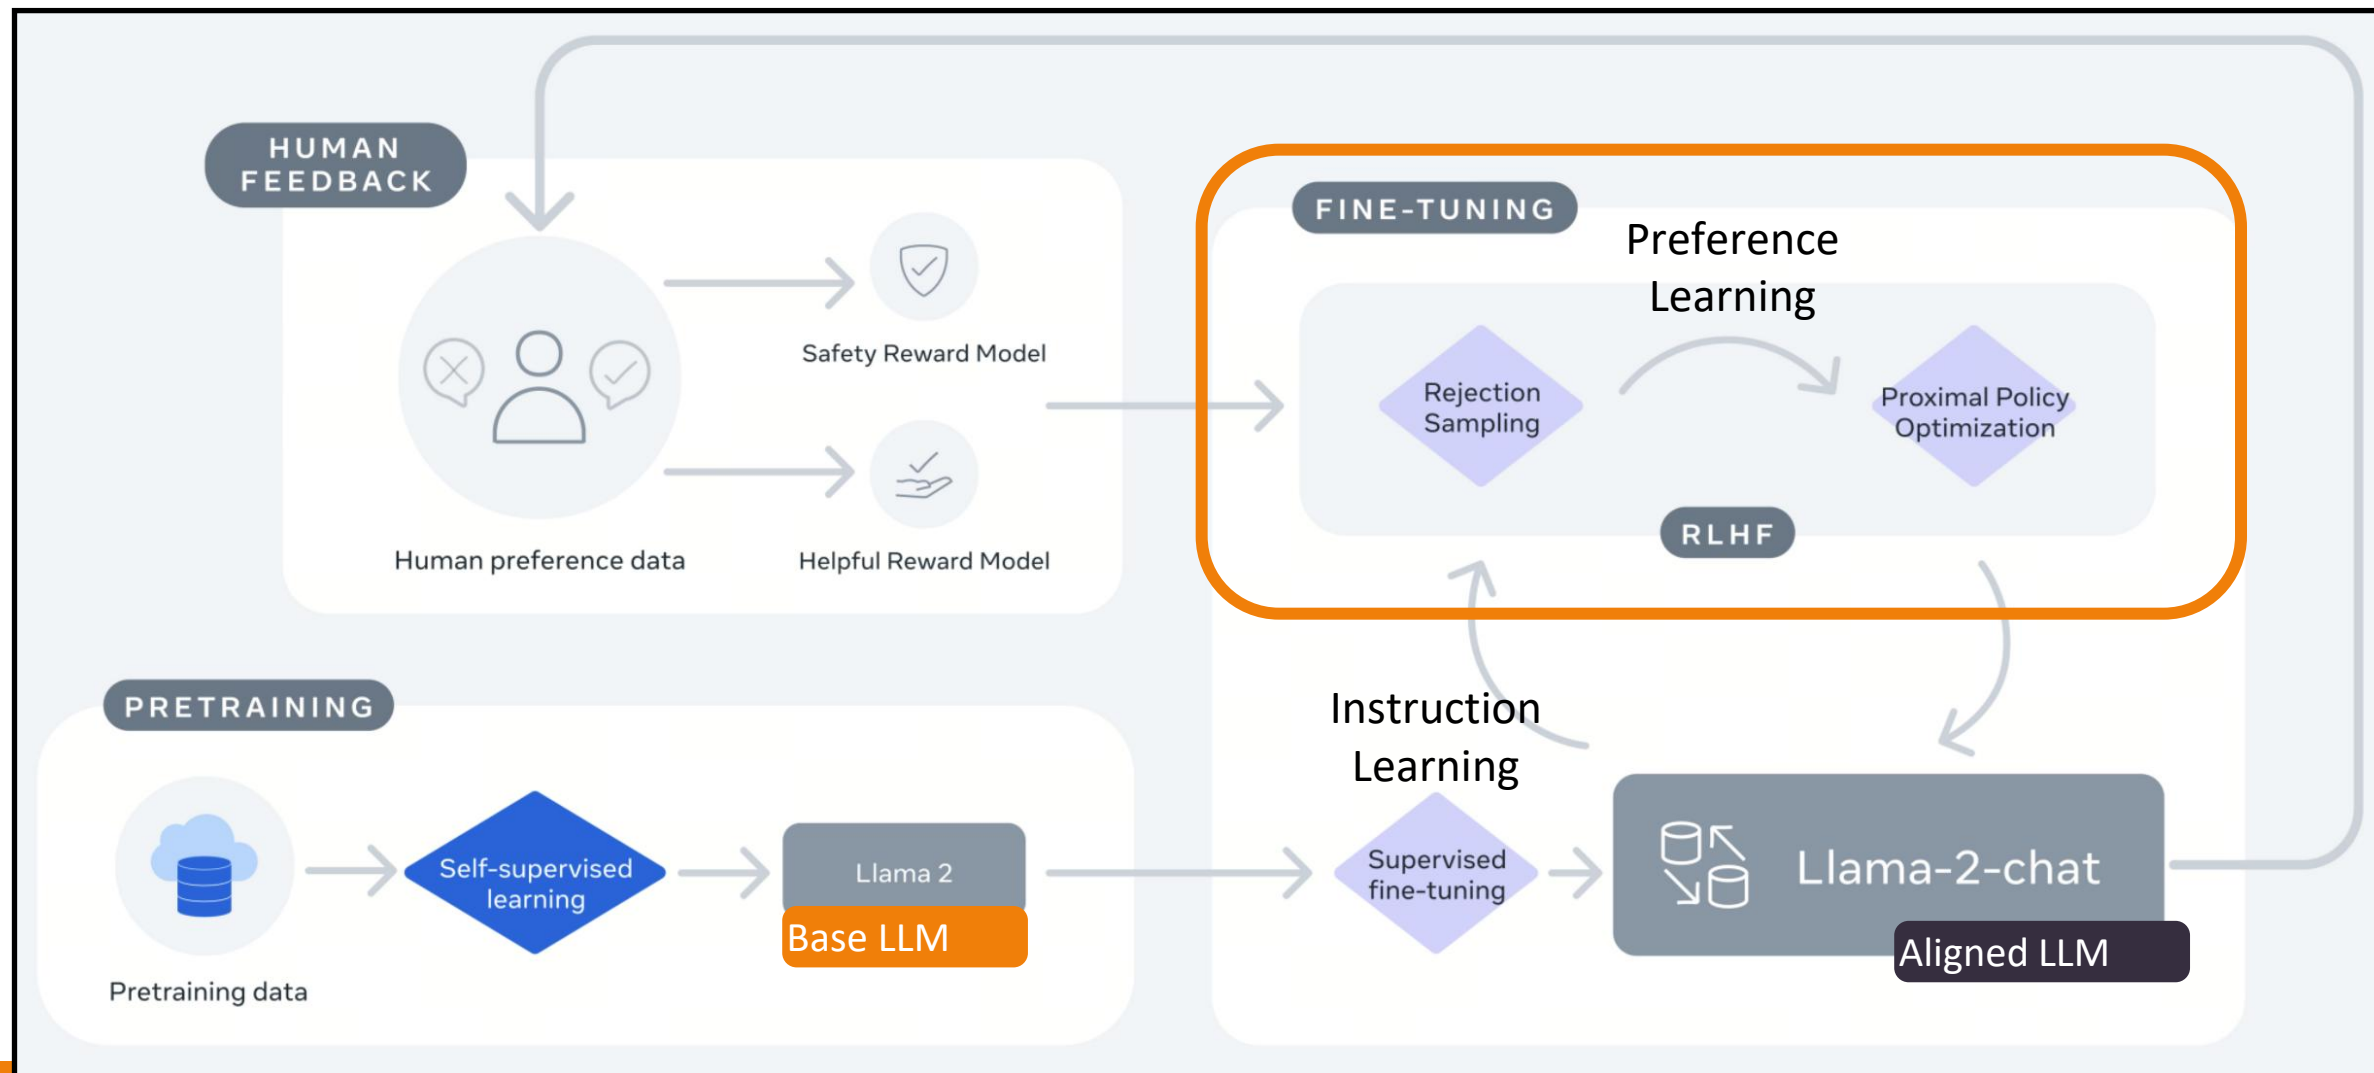 HUMAN
FEEDBACK
Safety Reward Model
Human preference data
Helpful Reward Model
FINE-TUNING
Preference
Learning
Rejection
Sampling
Proximal Policy
Optimization
RLHF
PRETRAINING
Self-supervised
learning
Llama 2
Base LLM
Pretraining data
Instruction
Learning
Supervised
fine-tuning
Llama-2-chat
Aligned LLM